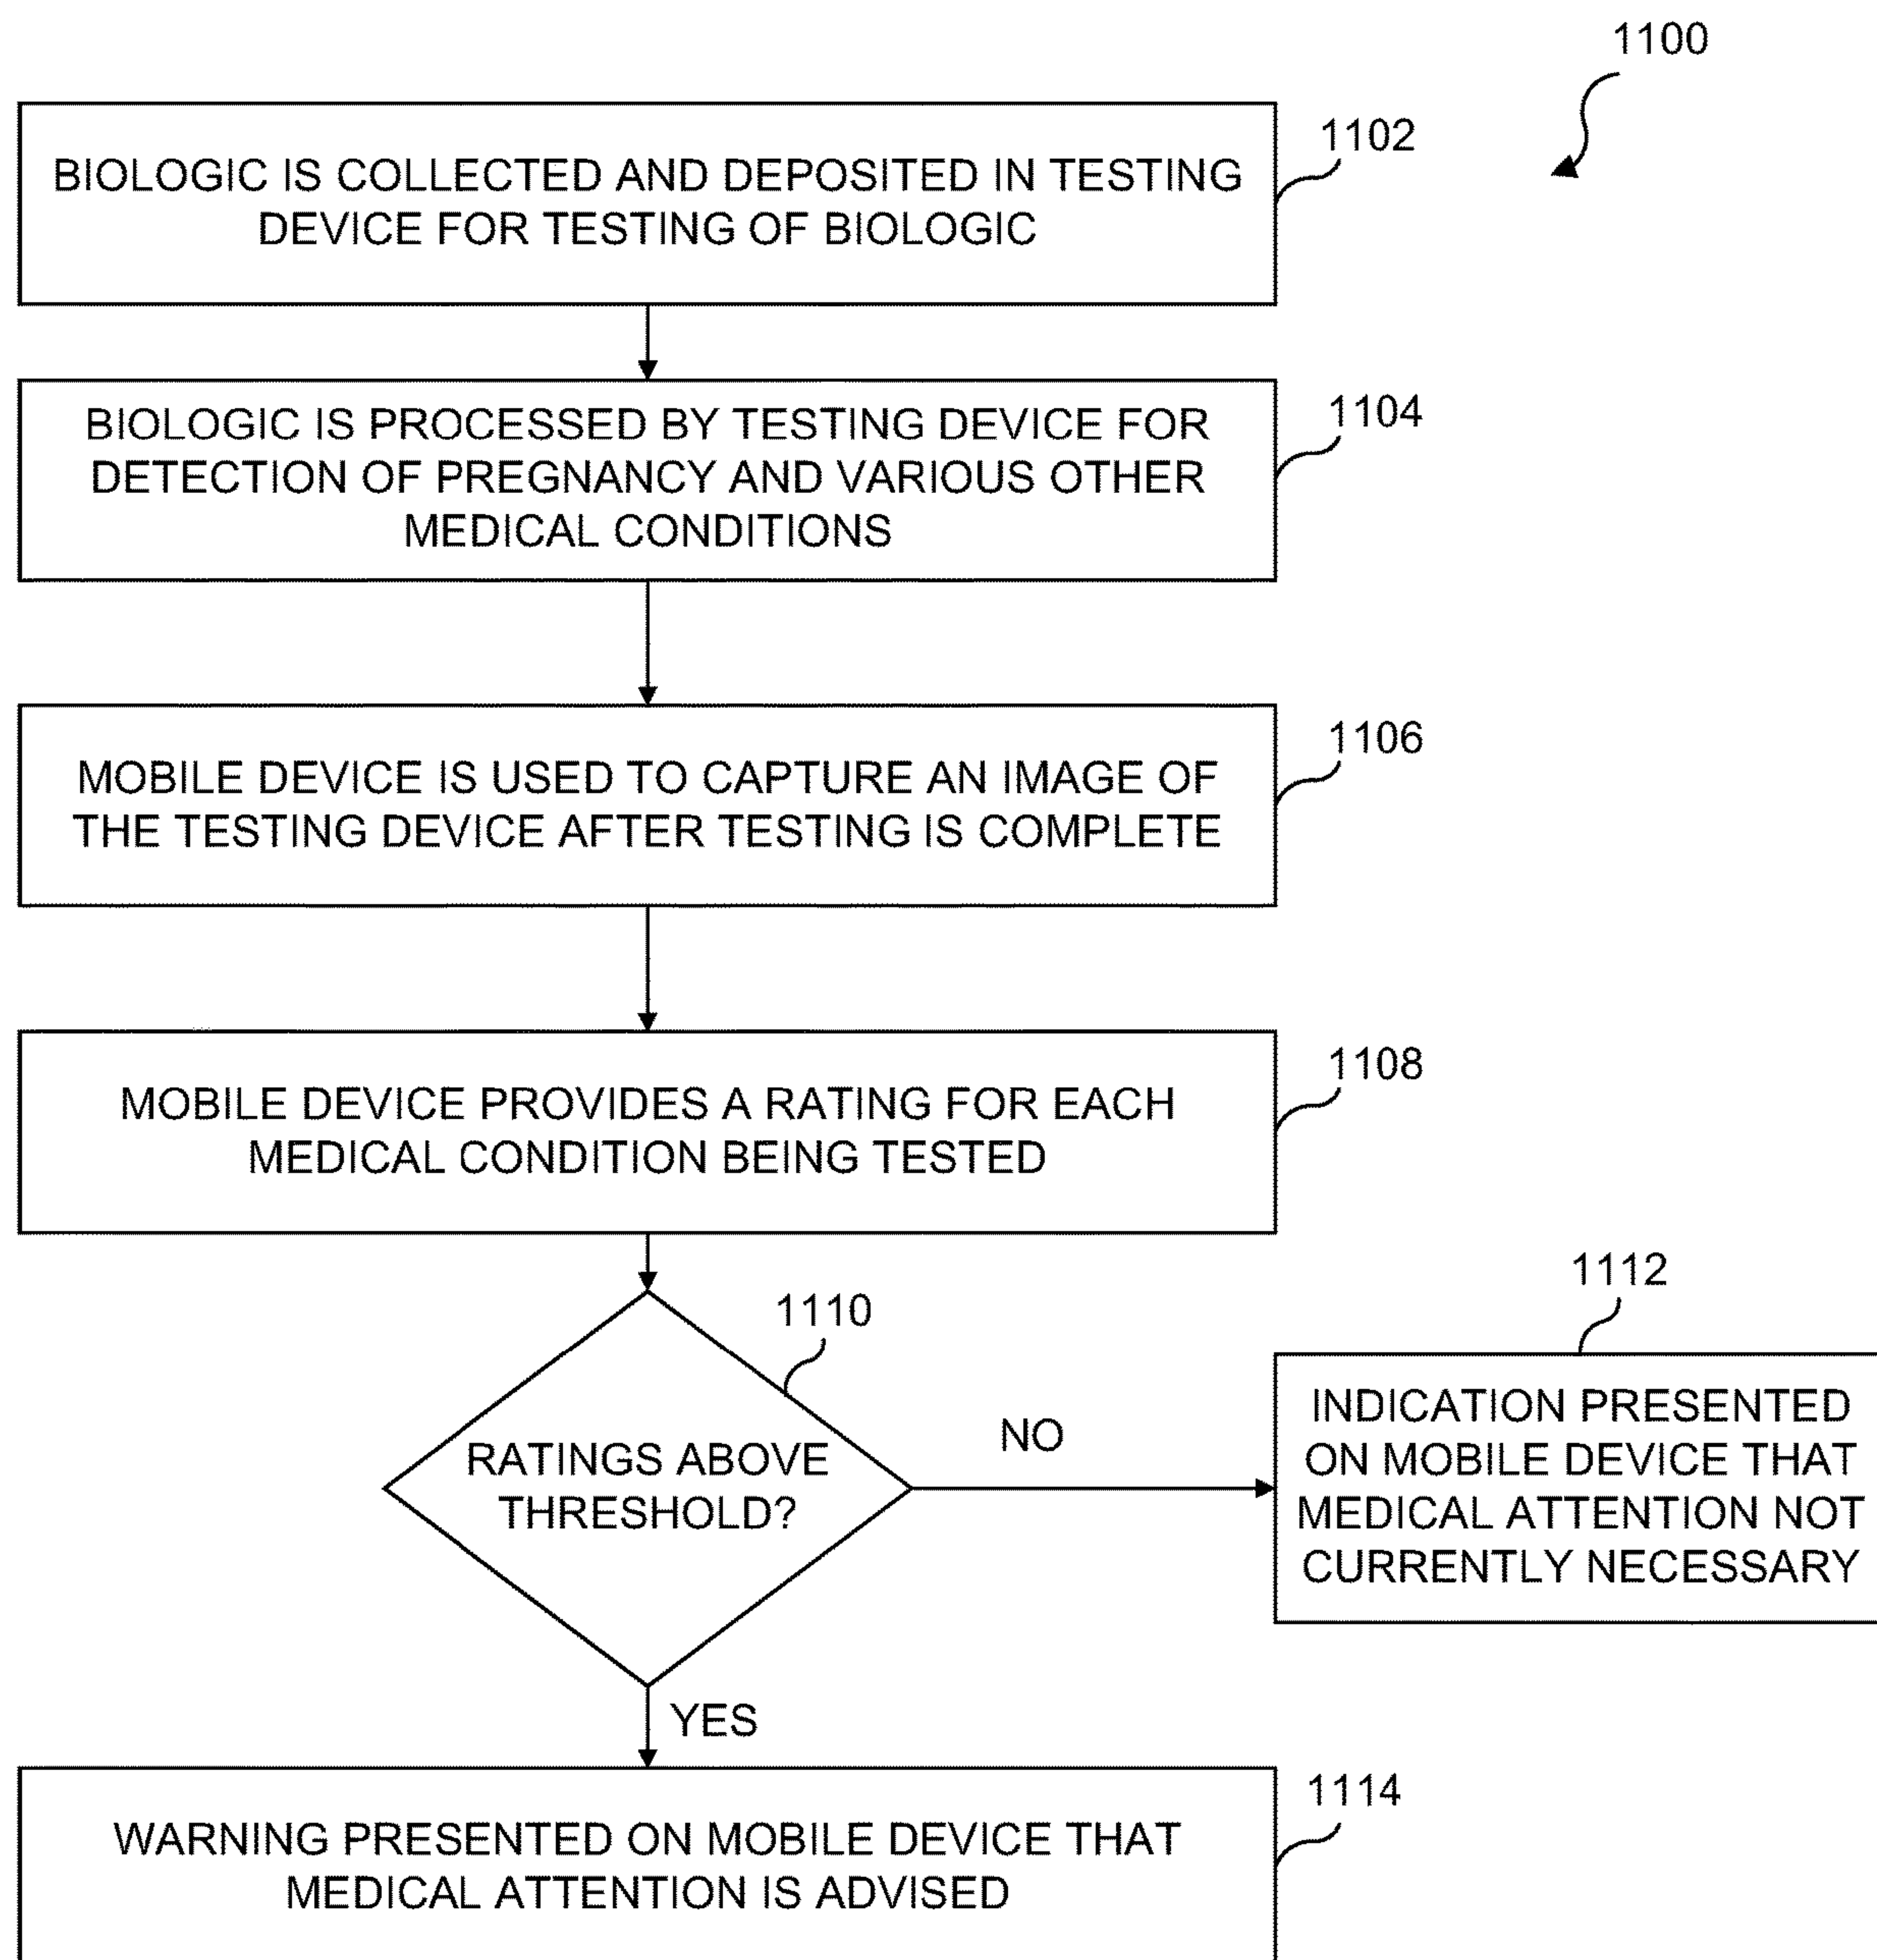 1100
1102
BIOLOGIC IS COLLECTED AND DEPOSITED IN TESTING
DEVICE FOR TESTING OF BIOLOGIC
1104
BIOLOGIC IS PROCESSED BY TESTING DEVICE FOR
DETECTION OF PREGNANCY AND VARIOUS OTHER
MEDICAL CONDITIONS
1106
MOBILE DEVICE IS USED TO CAPTURE AN IMAGE OF
THE TESTING DEVICE AFTER TESTING IS COMPLETE
1108
MOBILE DEVICE PROVIDES A RATING FOR EACH
MEDICAL CONDITION BEING TESTED
1110
RATINGS ABOVE
THRESHOLD?
NO
1112
INDICATION PRESENTED
ON MOBILE DEVICE THAT
MEDICAL ATTENTION NOT
CURRENTLY NECESSARY
YES
1114
WARNING PRESENTED ON MOBILE DEVICE THAT
MEDICAL ATTENTION IS ADVISED